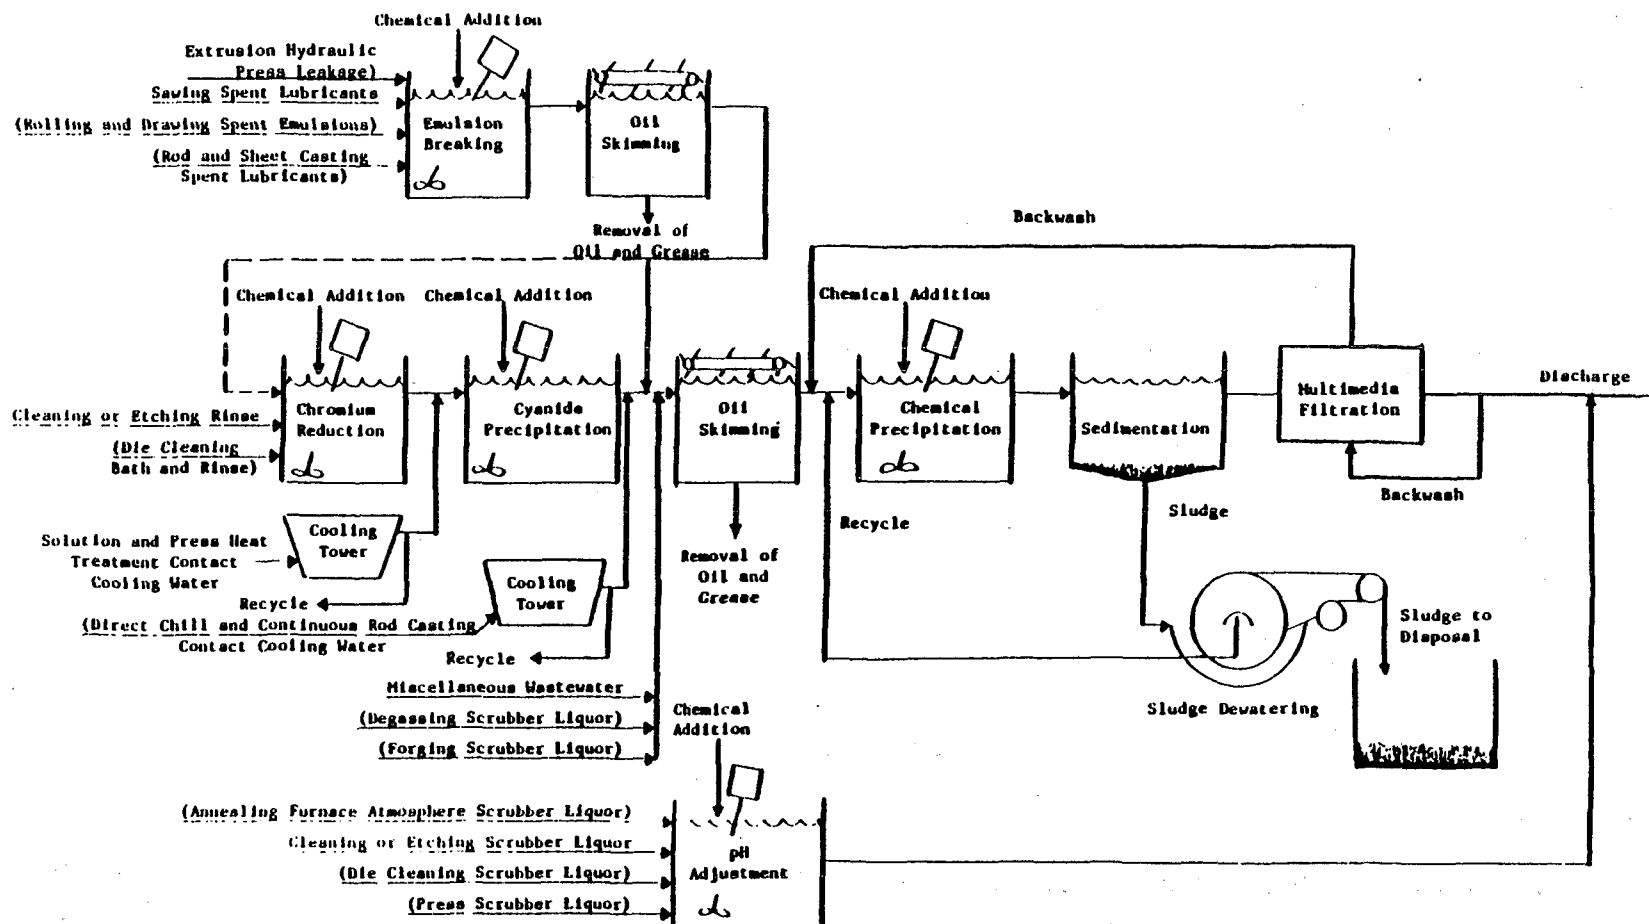 Chemical Addition
Extrusion Hydraulic
Press Leakage)
Sawing Spent Lubricants
(Rolling and Drawing Spent Emulsions)
(Rod and Sheet Casting
Spent Lubricants)
Emulsion
Breaking
Oil
Skimming
Removal of
Oil and Grease
Backwash
Chemical Addition
Chemical Addition
Chemical Addition
Cleaning or Etching Rinse
(Die Cleaning
Bath and Rinse)
Chromium
Reduction
Cyanide
Precipitation
Oil
Skimming
Chemical
Precipitation
Sedimentation
Multimedia
Filtration
Discharge
Backwash
Solution and Press Heat
Treatment Contact
Cooling Water
Cooling
Tower
Recycle
Cooling
Tower
(Direct Chill and Continuous Rod Casting
Contact Cooling Water
Recycle
Removal of
Oil and
Grease
Recycle
Sludge
Sludge to
Disposal
Sludge Dewatering
Miscellaneous Wastewater
(Degassing Scrubber Liquor)
(Forging Scrubber Liquor)
Chemical
Addition
(Annealing Furnace Atmosphere Scrubber Liquor)
Cleaning or Etching Scrubber Liquor
(Die Cleaning Scrubber Liquor)
(Press Scrubber Liquor)
pH
Adjustment